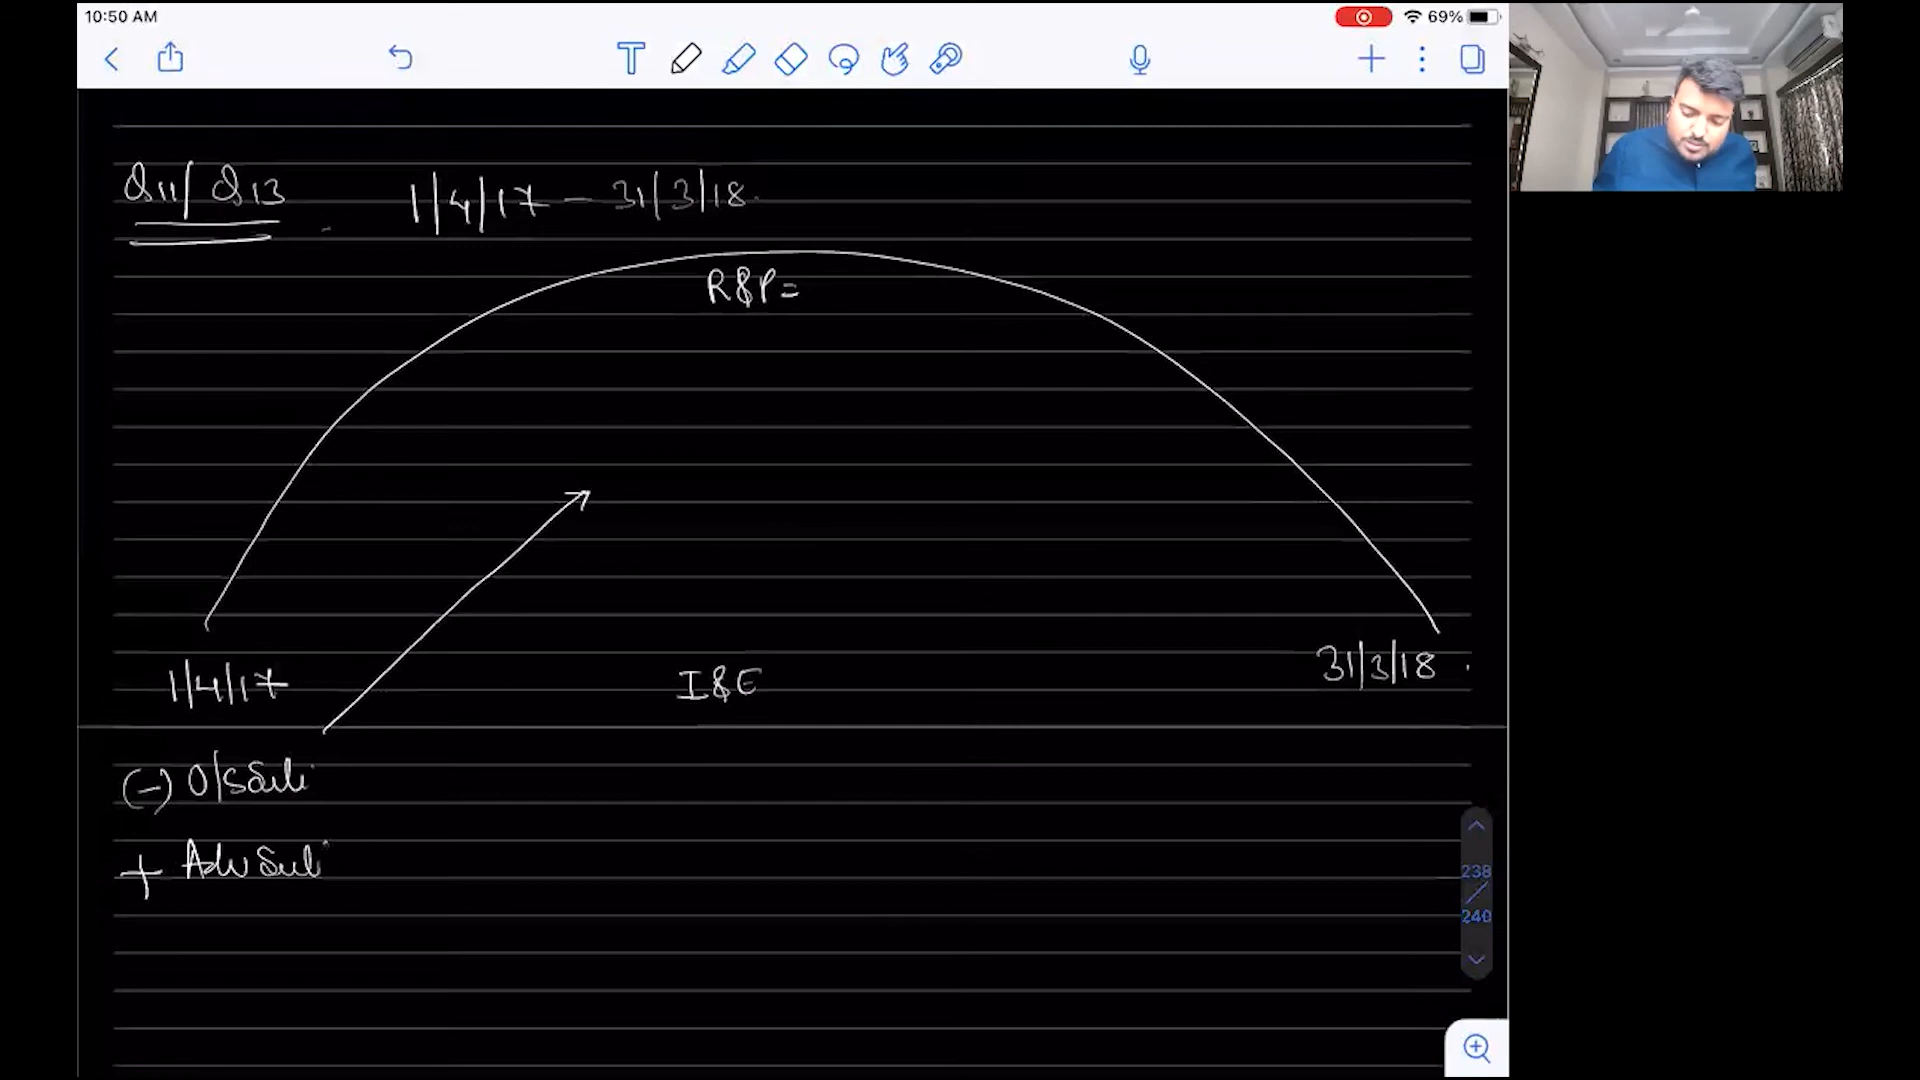 10:50 AM
69%
Q11/ Q13 1/4/17 - 31/3/18.
R&P=
1/4/17 I&E 31/3/18
(-) O/S Sub
+ Adv Sub
238
/
240